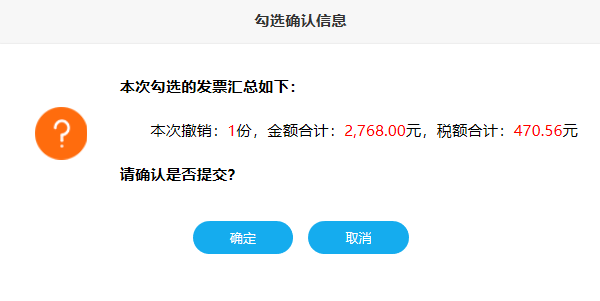 勾选确认信息
本次勾选的发票汇总如下：
本次撤销：1份，金额合计：2,768.00元，税额合计：470.56元
请确认是否提交？
确定 取消